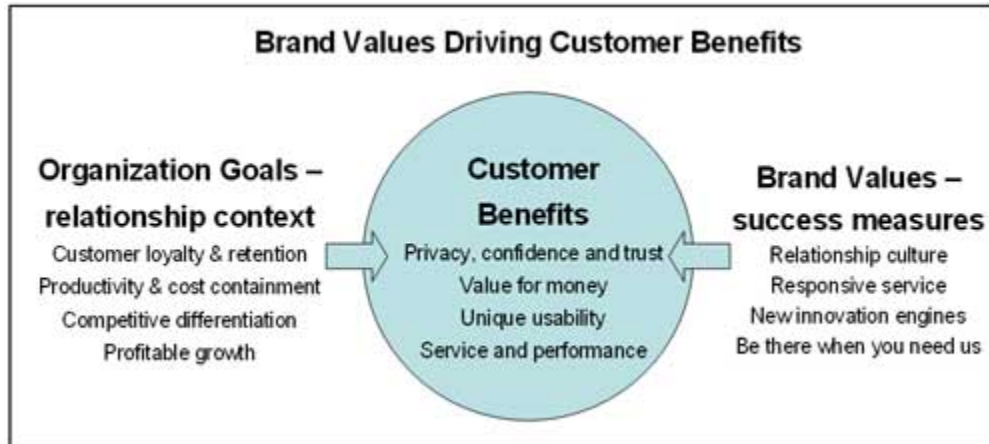 Brand Values Driving Customer Benefits
Organization Goals –
relationship context
Customer loyalty & retention
Productivity & cost containment
Competitive differentiation
Profitable growth
Customer
Benefits
Privacy, confidence and trust
Value for money
Unique usability
Service and performance
Brand Values –
success measures
Relationship culture
Responsive service
New innovation engines
Be there when you need us